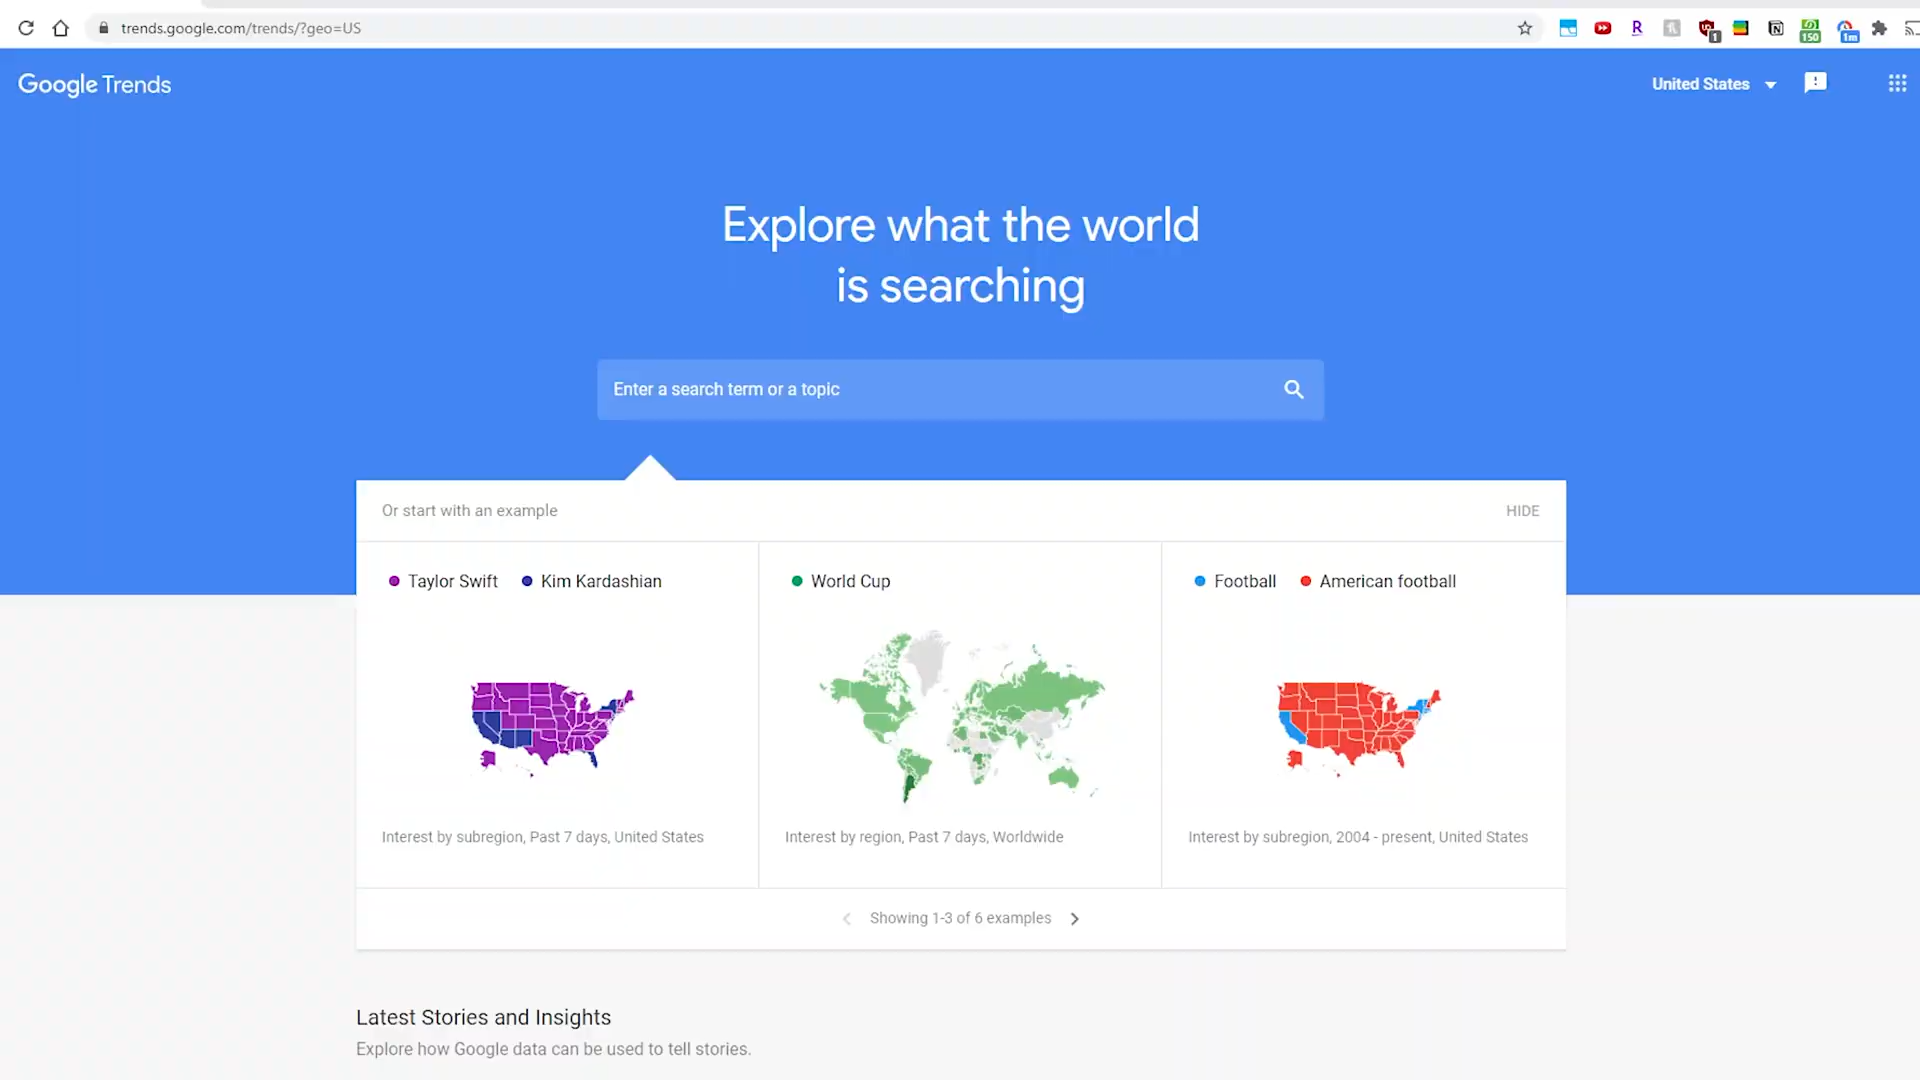 trends.google.com/trends/?geo=US
R
1
150
1m
Google Trends
United States
Explore what the world
is searching
Enter a search term or a topic
Or start with an example
HIDE
Taylor Swift
Kim Kardashian
World Cup
Football
American football
Interest by subregion, Past 7 days, United States
Interest by region, Past 7 days, Worldwide
Interest by subregion, 2004 - present, United States
Showing 1-3 of 6 examples
Latest Stories and Insights
Explore how Google data can be used to tell stories.